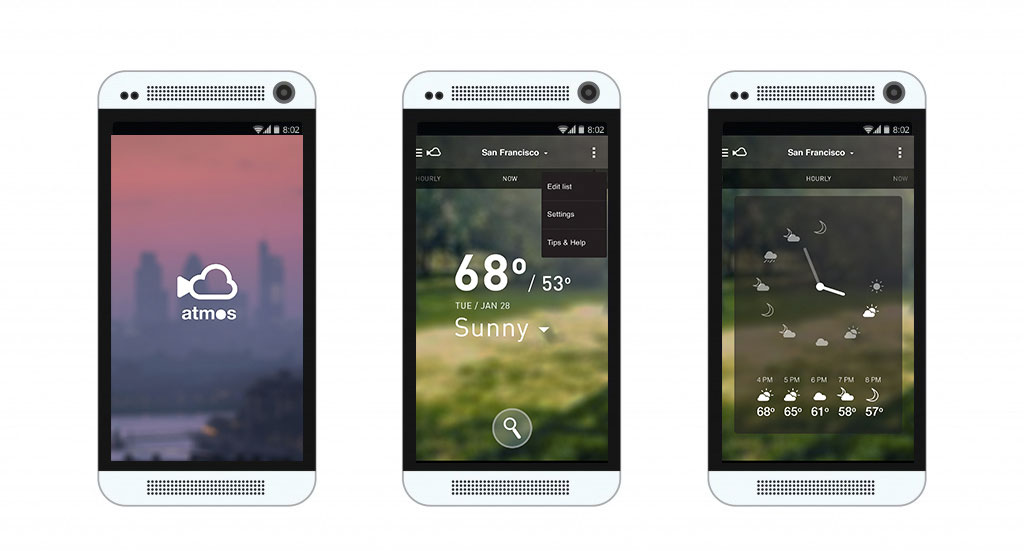 8:02
atmos
8:02
San Francisco
HOURLY NOW
Edit list
Settings
Tips & Help
68° / 53°
TUE / JAN 28
Sunny
8:02
San Francisco
HOURLY NOW
4 PM 5 PM 6 PM 7 PM 8 PM
68° 65° 61° 58° 57°